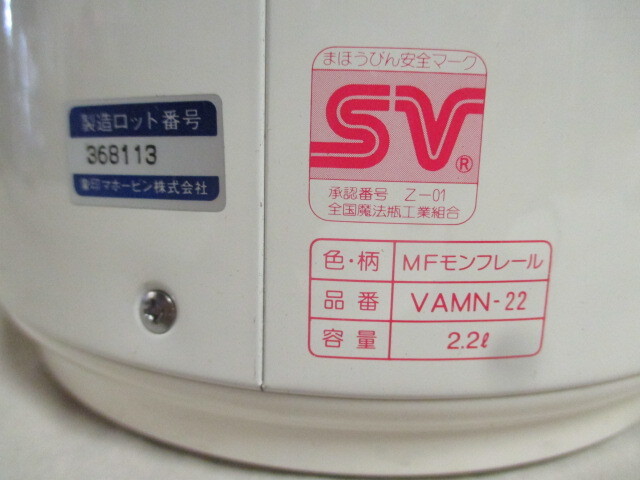 製造ロット番号
368113
象印マホービン株式会社
まほうびん安全マーク
SV®
承認番号 Z-01
全国魔法瓶工業組合
色・柄 MFモンフレール
品番 VAMN-22
容量 2.2ℓ